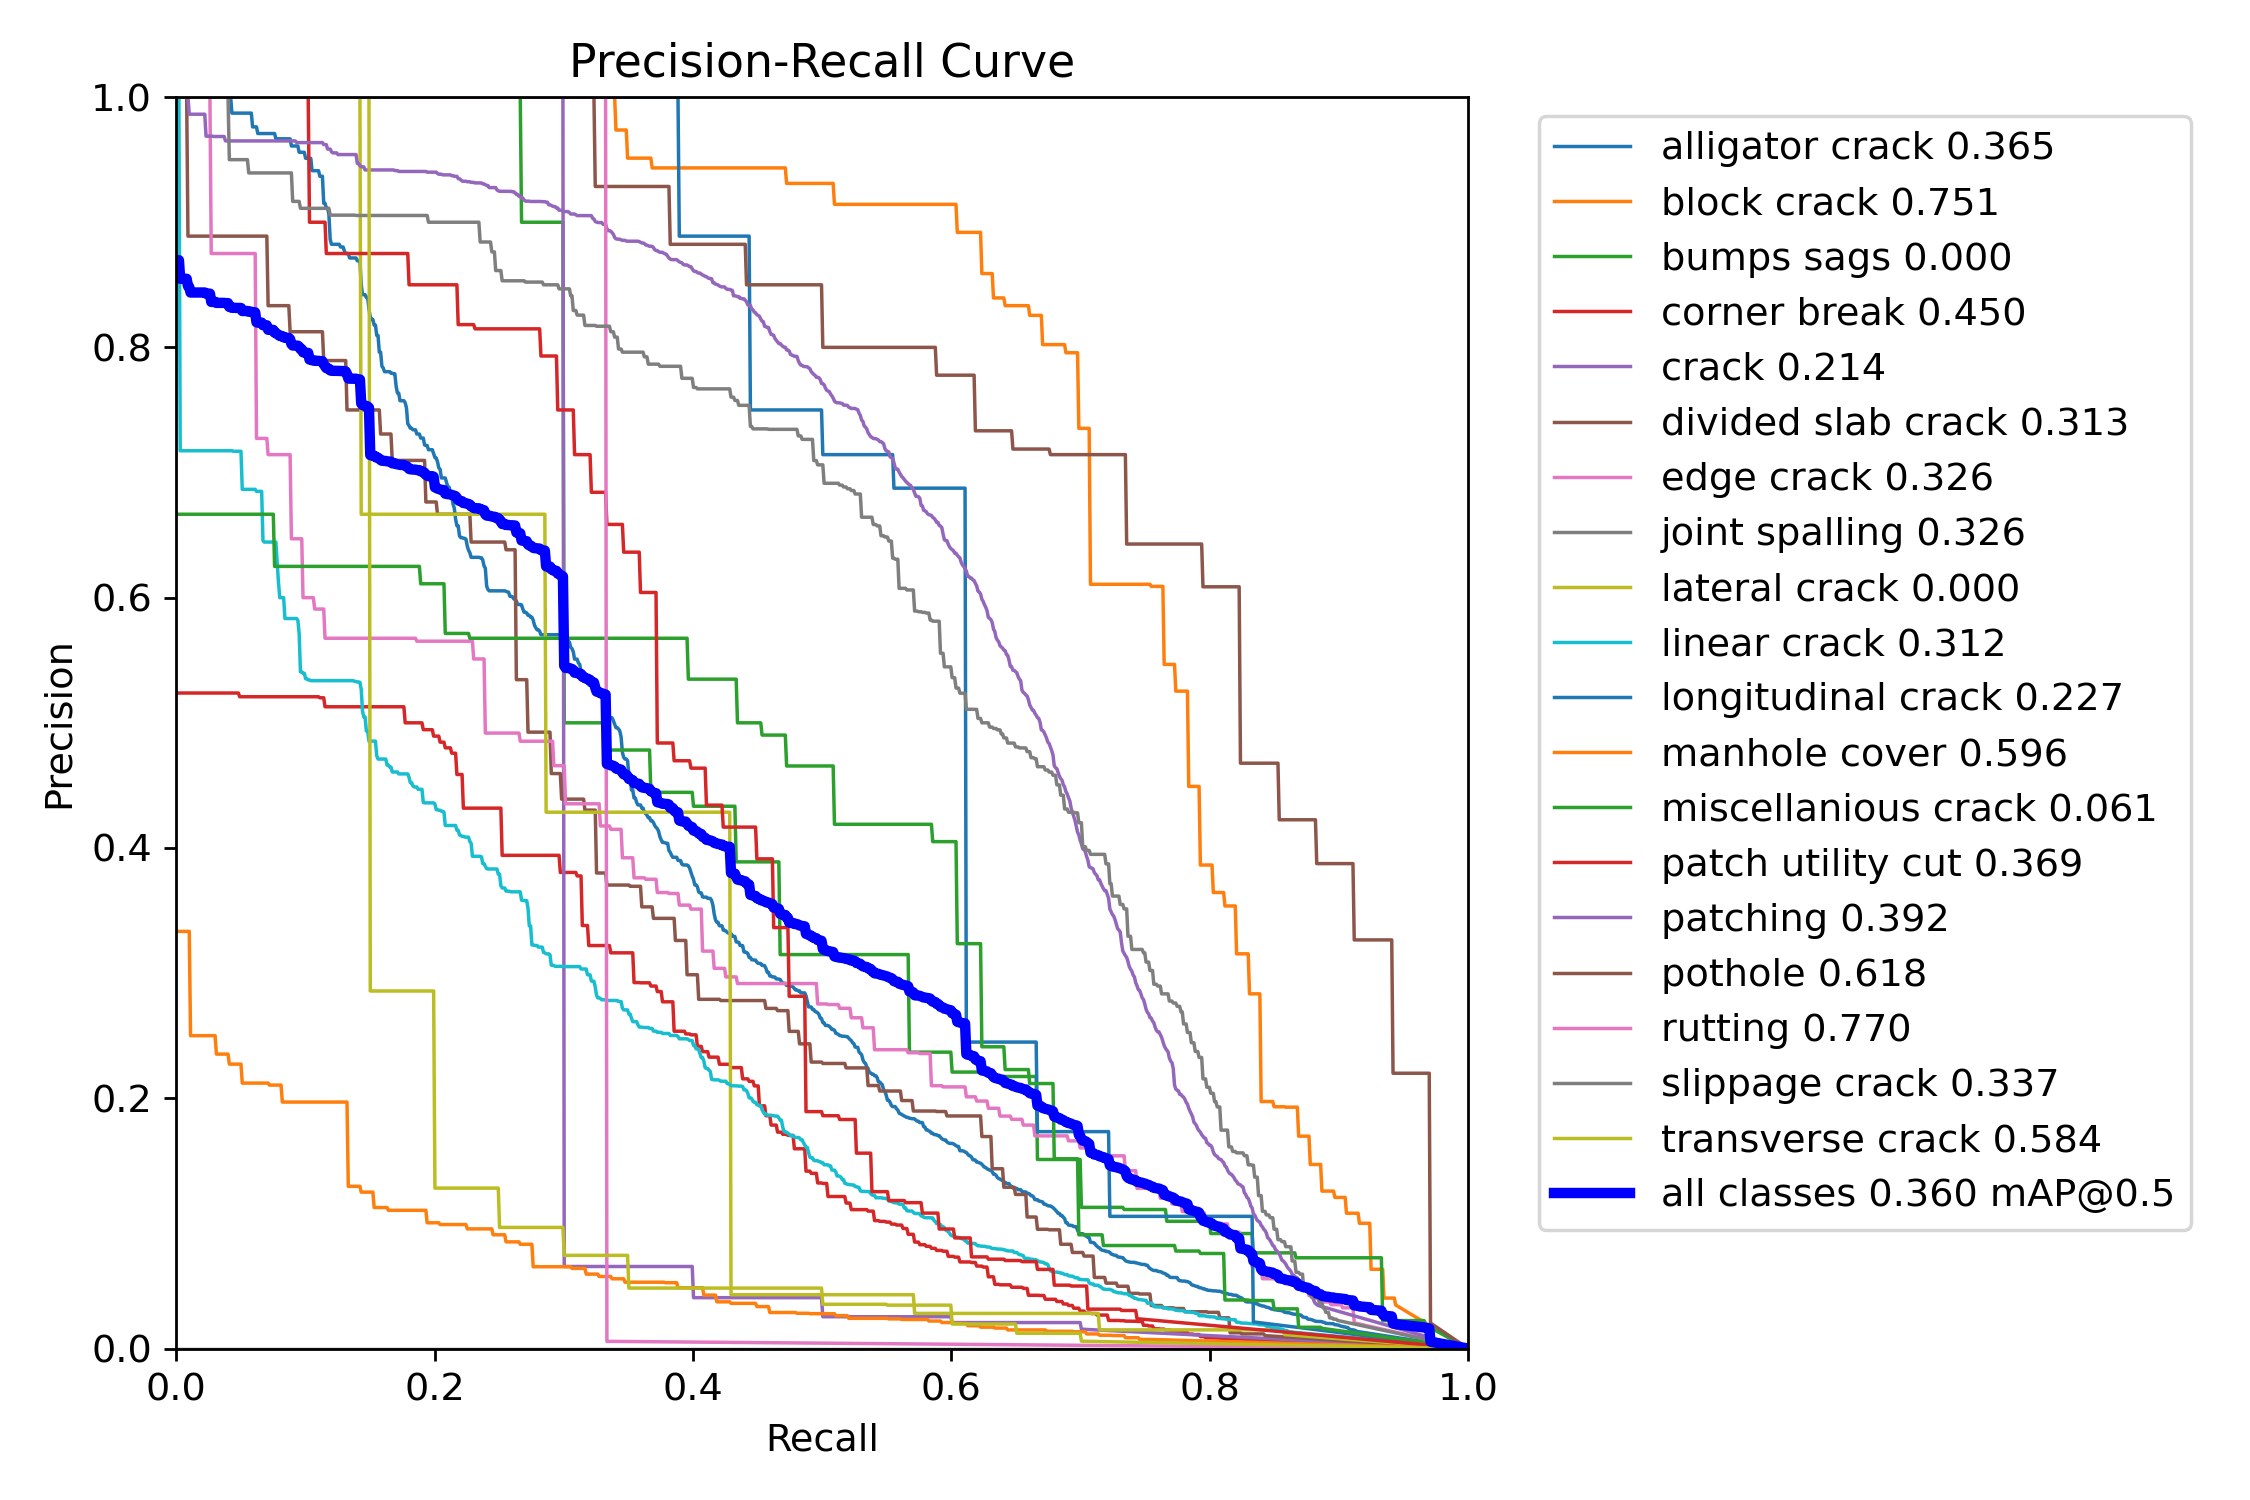 Precision-Recall Curve
1.0
0.8
0.6
0.4
0.2
0.0
Precision
0.0 0.2 0.4 0.6 0.8 1.0
Recall
alligator crack 0.365
block crack 0.751
bumps sags 0.000
corner break 0.450
crack 0.214
divided slab crack 0.313
edge crack 0.326
joint spalling 0.326
lateral crack 0.000
linear crack 0.312
longitudinal crack 0.227
manhole cover 0.596
miscellanious crack 0.061
patch utility cut 0.369
patching 0.392
pothole 0.618
rutting 0.770
slippage crack 0.337
transverse crack 0.584
all classes 0.360 mAP@0.5